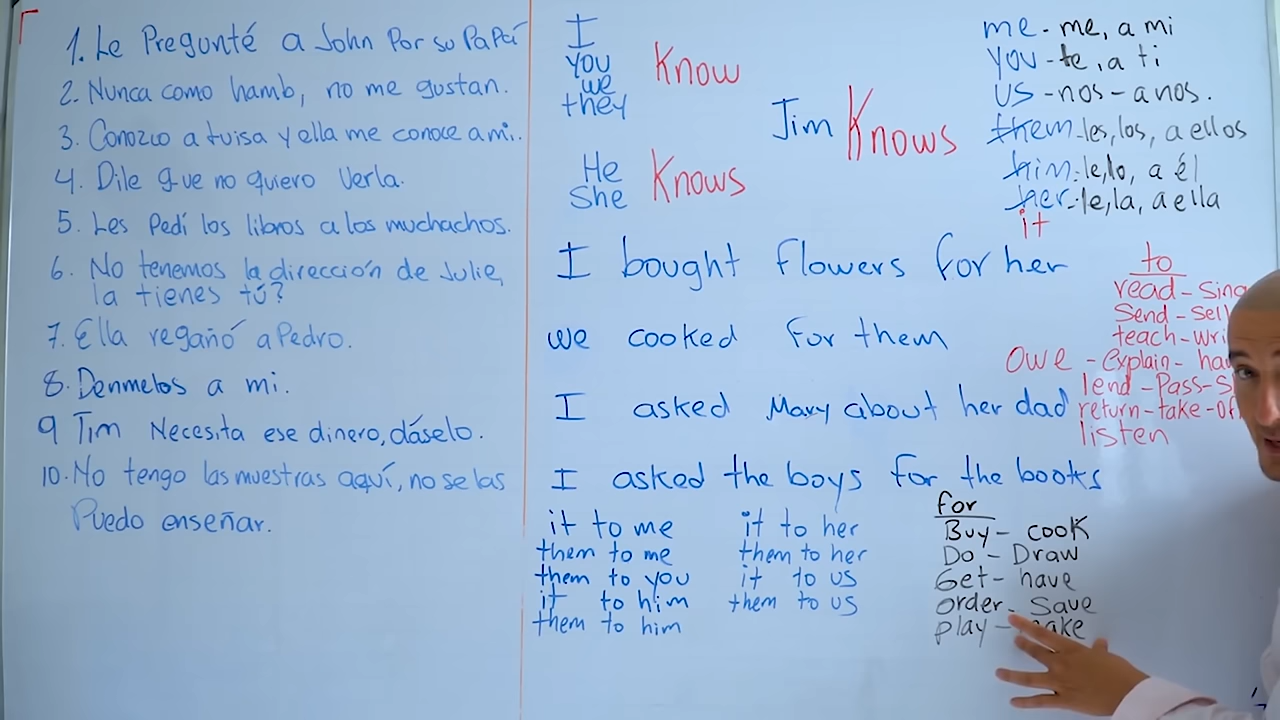 1. Le Pregunté a John Por su Papá
2. Nunca como hamb, no me gustan.
3. Conozco a Luisa y ella me conoce a mi.
4. Dile que no quiero Verla.
5. Les Pedí los libros a los muchachos.
6. No tenemos la dirección de Julie,
la tienes tú?
7. Ella regañó a Pedro.
8. Denmelos a mi.
9 Tim Necesita ese dinero, dáselo.
10. No tengo las muestras aquí, no se las
Puedo enseñar.
I
you
we
they
Know
He
She
Knows
Jim Knows
I bought flowers for her
we cooked for them
I asked Mary about her dad
I asked the boys for the books
it to me
them to me
them to you
it to him
them to him
it to her
them to her
it to us
them to us
me - me, a mi
you - te, a ti
us - nos - a nos.
them - les, los, a ellos
him - le, lo, a él
her - le, la, a ella
it
to
read - sing
Send - sell
teach -
owe - explain -
lend - Pass -
return - take -
listen
for
Buy - cook
Do - Draw
Get - have
order - Save
play -